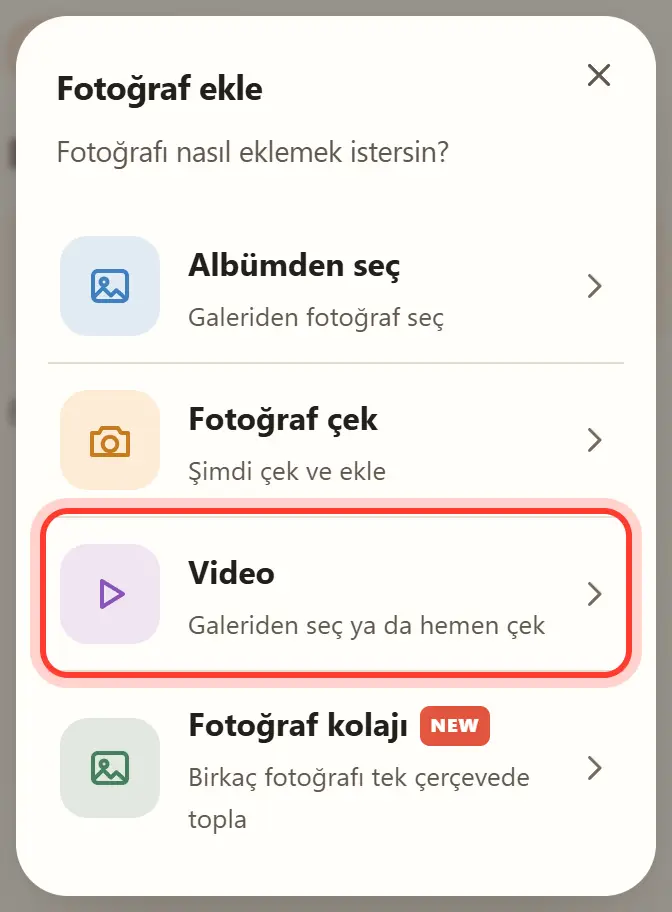 Fotoğraf ekle
Fotoğrafı nasıl eklemek istersin?
Albümden seç
Galeriden fotoğraf seç
Fotoğraf çek
Şimdi çek ve ekle
Video
Galeriden seç ya da hemen çek
Fotoğraf kolajı NEW
Birkaç fotoğrafı tek çerçevede
topla